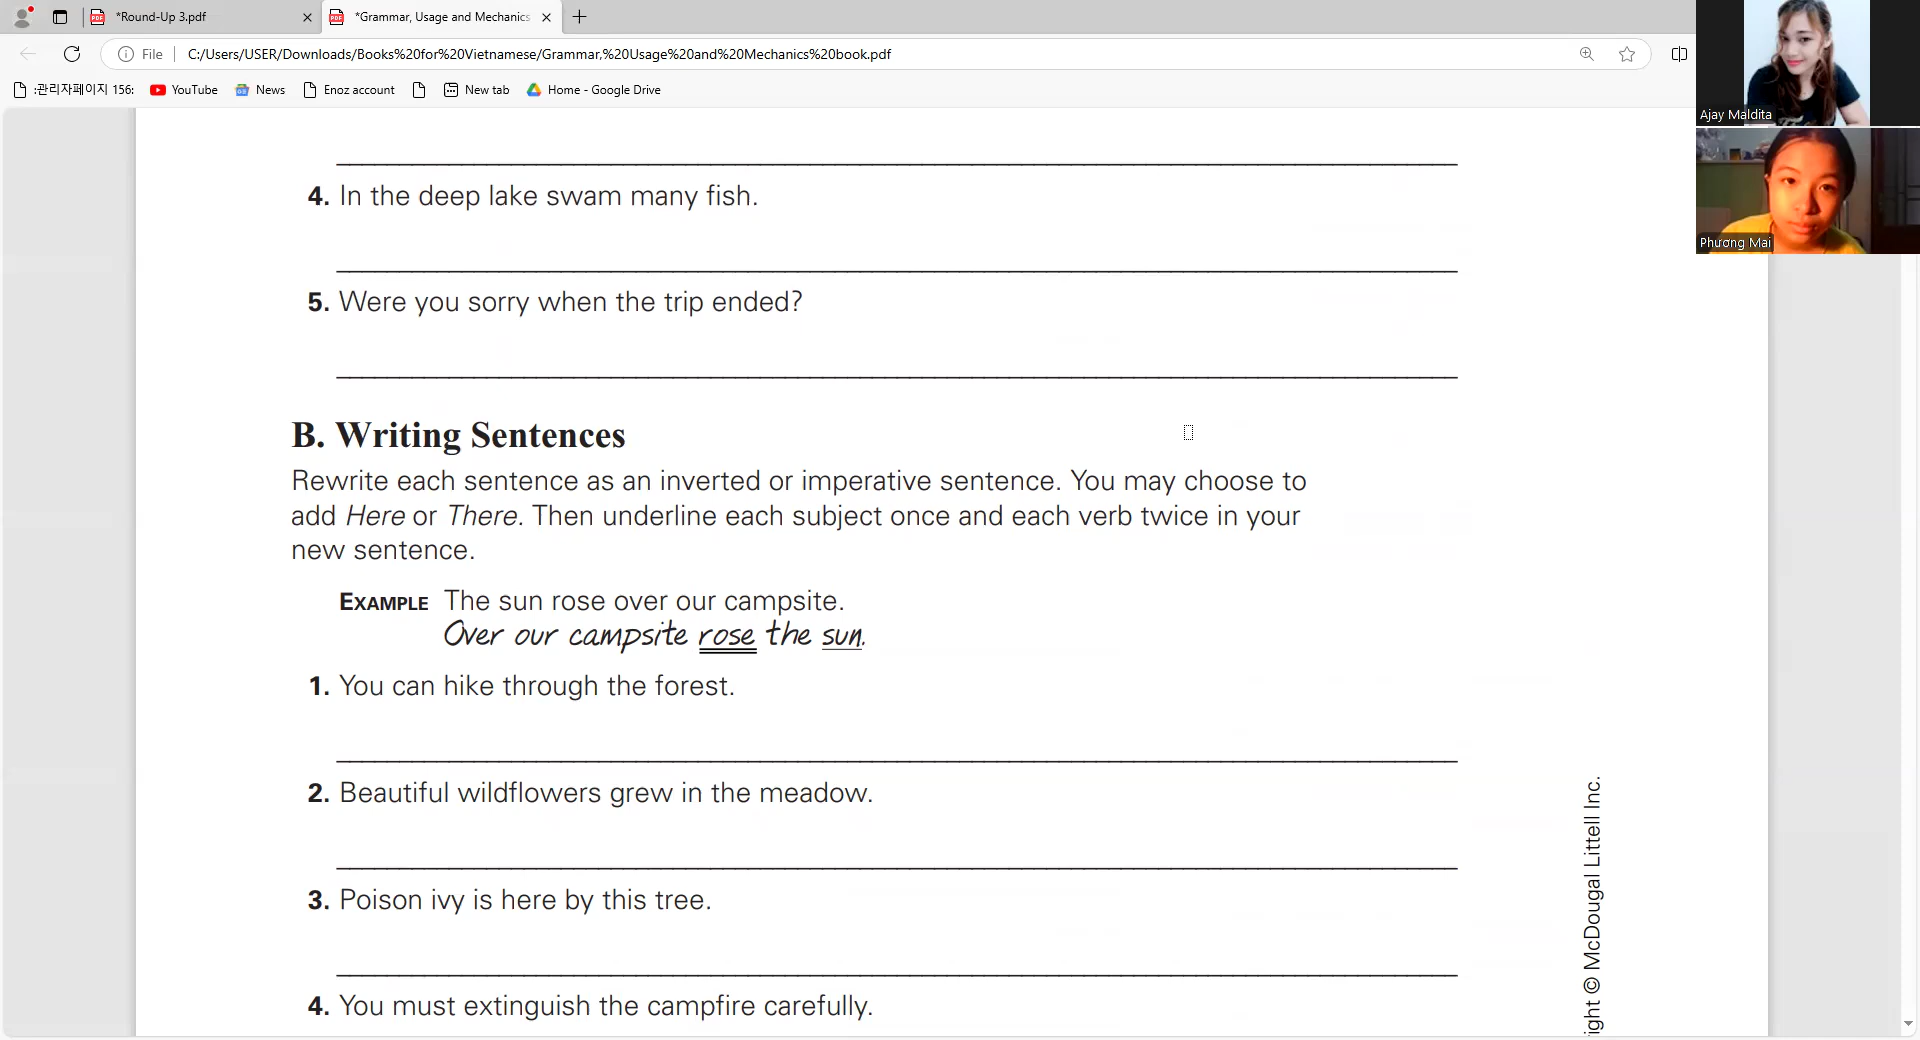 *Round-Up 3.pdf
*Grammar, Usage and Mechanics
File
C:/Users/USER/Downloads/Books%20for%20Vietnamese/Grammar,%20Usage%20and%20Mechanics%20book.pdf
:관리자페이지 156:
YouTube
News
Enoz account
New tab
Home - Google Drive
Ajay Maldita
Phương Mai
4. In the deep lake swam many fish.
5. Were you sorry when the trip ended?
B. Writing Sentences
Rewrite each sentence as an inverted or imperative sentence. You may choose to
add Here or There. Then underline each subject once and each verb twice in your
new sentence.
EXAMPLE The sun rose over our campsite.
Over our campsite rose the sun.
1. You can hike through the forest.
2. Beautiful wildflowers grew in the meadow.
3. Poison ivy is here by this tree.
4. You must extinguish the campfire carefully.
ight © McDougal Littell Inc.